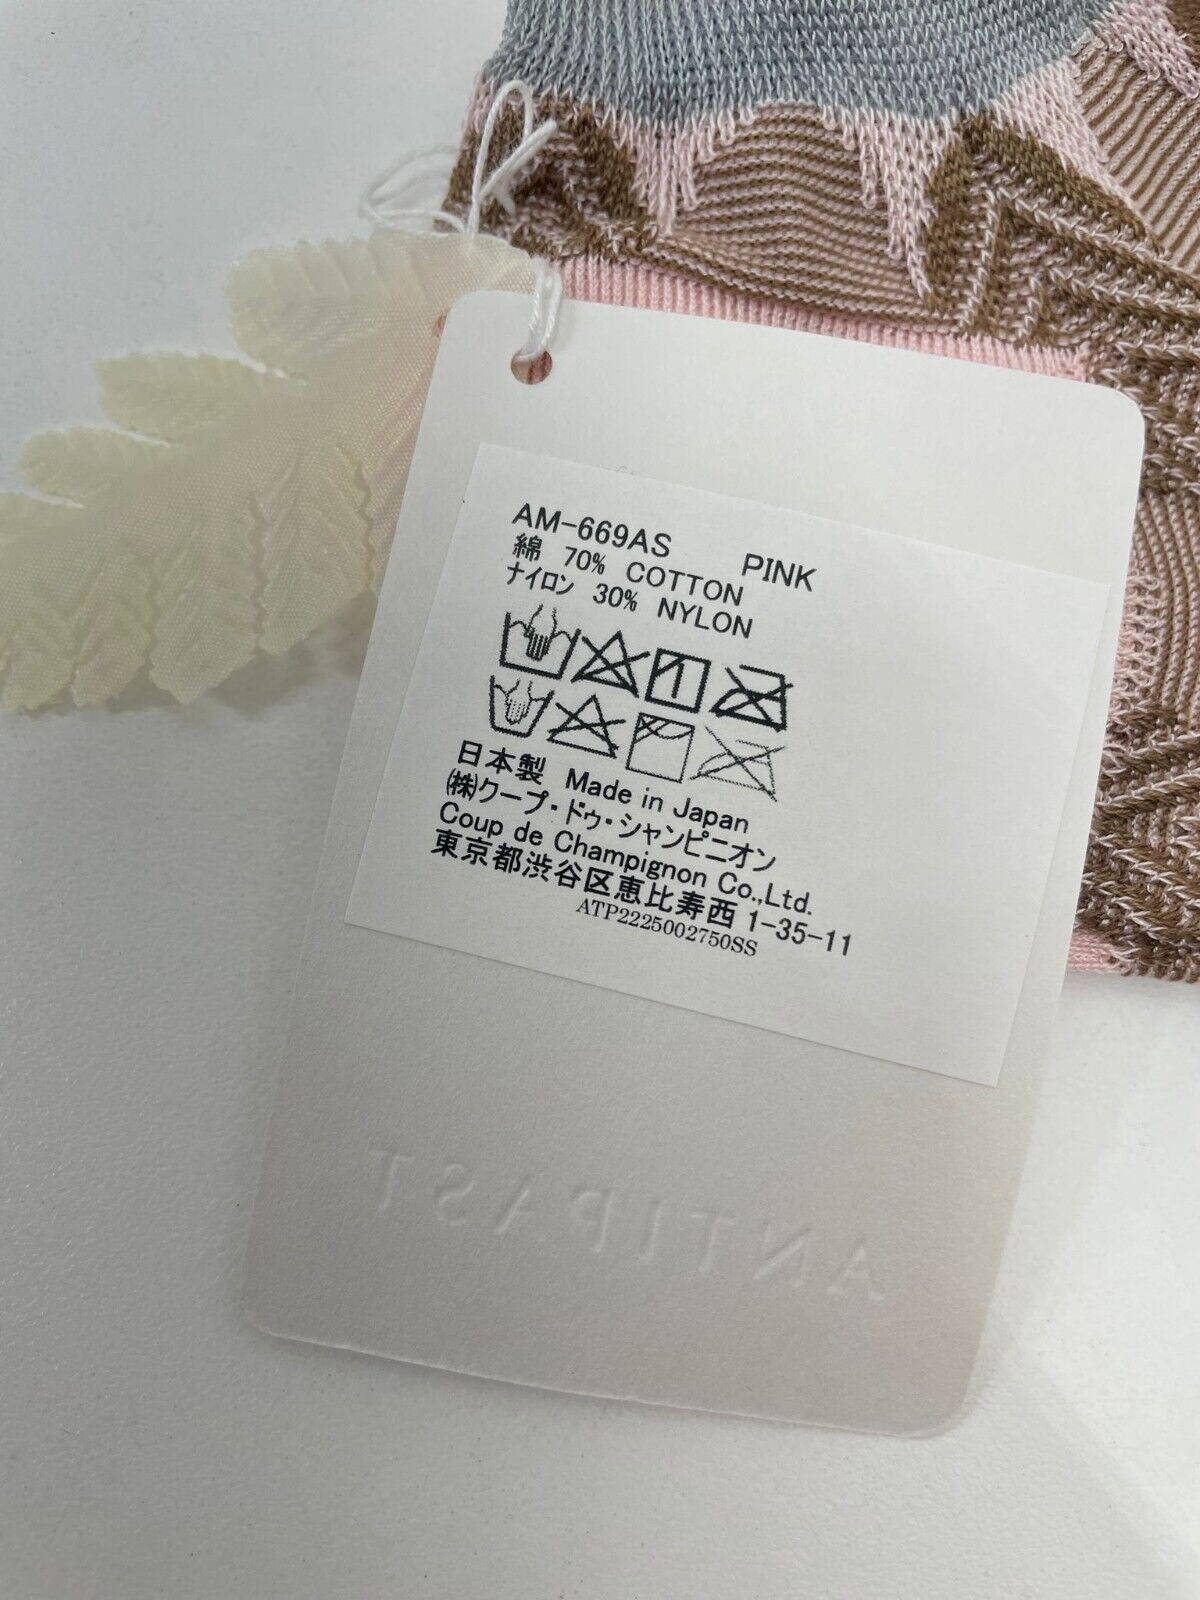 AM-669AS PINK
綿 70% COTTON
ナイロン 30% NYLON
日本製 Made in Japan
(株)クープ・ドゥ・シャンピニオン
Coup de Champignon Co.,Ltd.
東京都渋谷区恵比寿西1-35-11
ATP2225002750SS
ANTIPAST